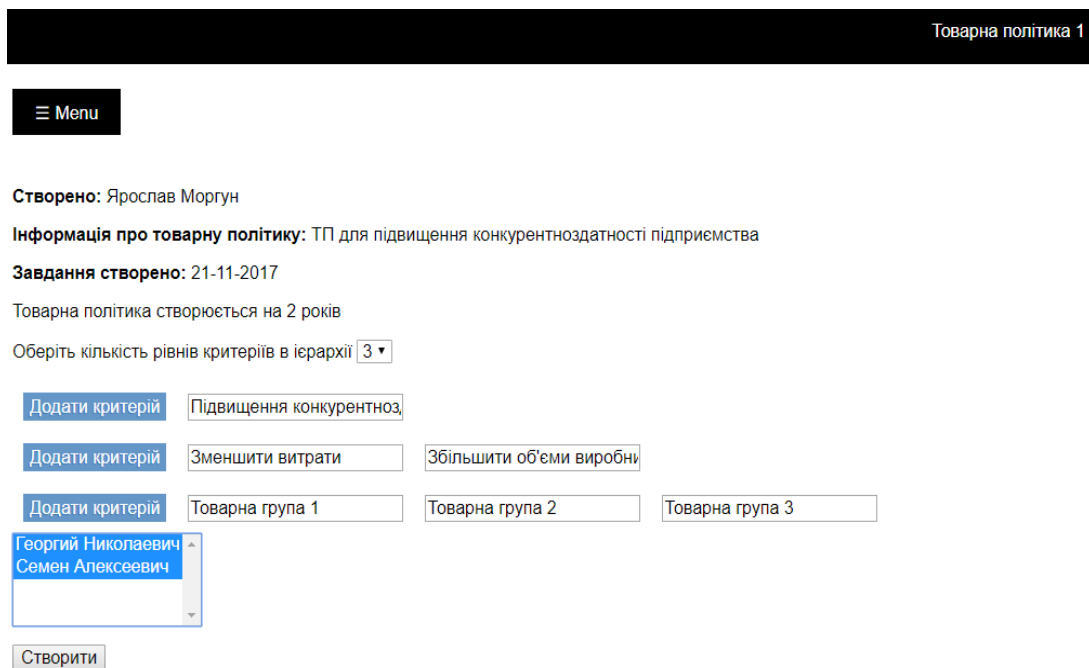 Товарна політика 1
☰ Menu
Створено: Ярослав Моргун
Інформація про товарну політику: ТП для підвищення конкурентноздатності підприємства
Завдання створено: 21-11-2017
Товарна політика створюється на 2 років
Оберіть кількість рівнів критеріїв в ієрархії 3
Додати критерій Підвищення конкурентноз
Додати критерій Зменшити витрати Збільшити об'єми виробни
Додати критерій Товарна група 1 Товарна група 2 Товарна група 3
Георгий Николаевич
Семен Алексеевич
Створити